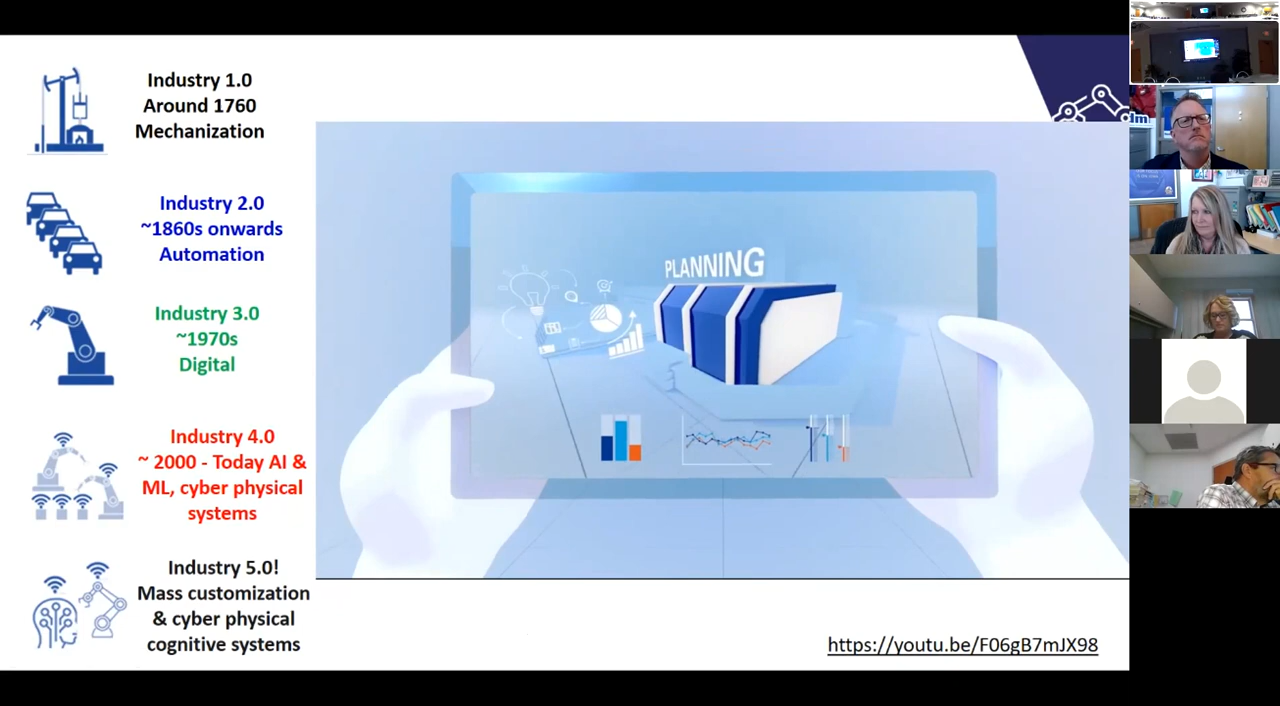 Industry 1.0
Around 1760
Mechanization
Industry 2.0
~1860s onwards
Automation
Industry 3.0
~1970s
Digital
Industry 4.0
~ 2000 - Today AI &
ML, cyber physical
systems
Industry 5.0!
Mass customization
& cyber physical
cognitive systems
PLANNING
dm
https://youtu.be/F06gB7mJX98